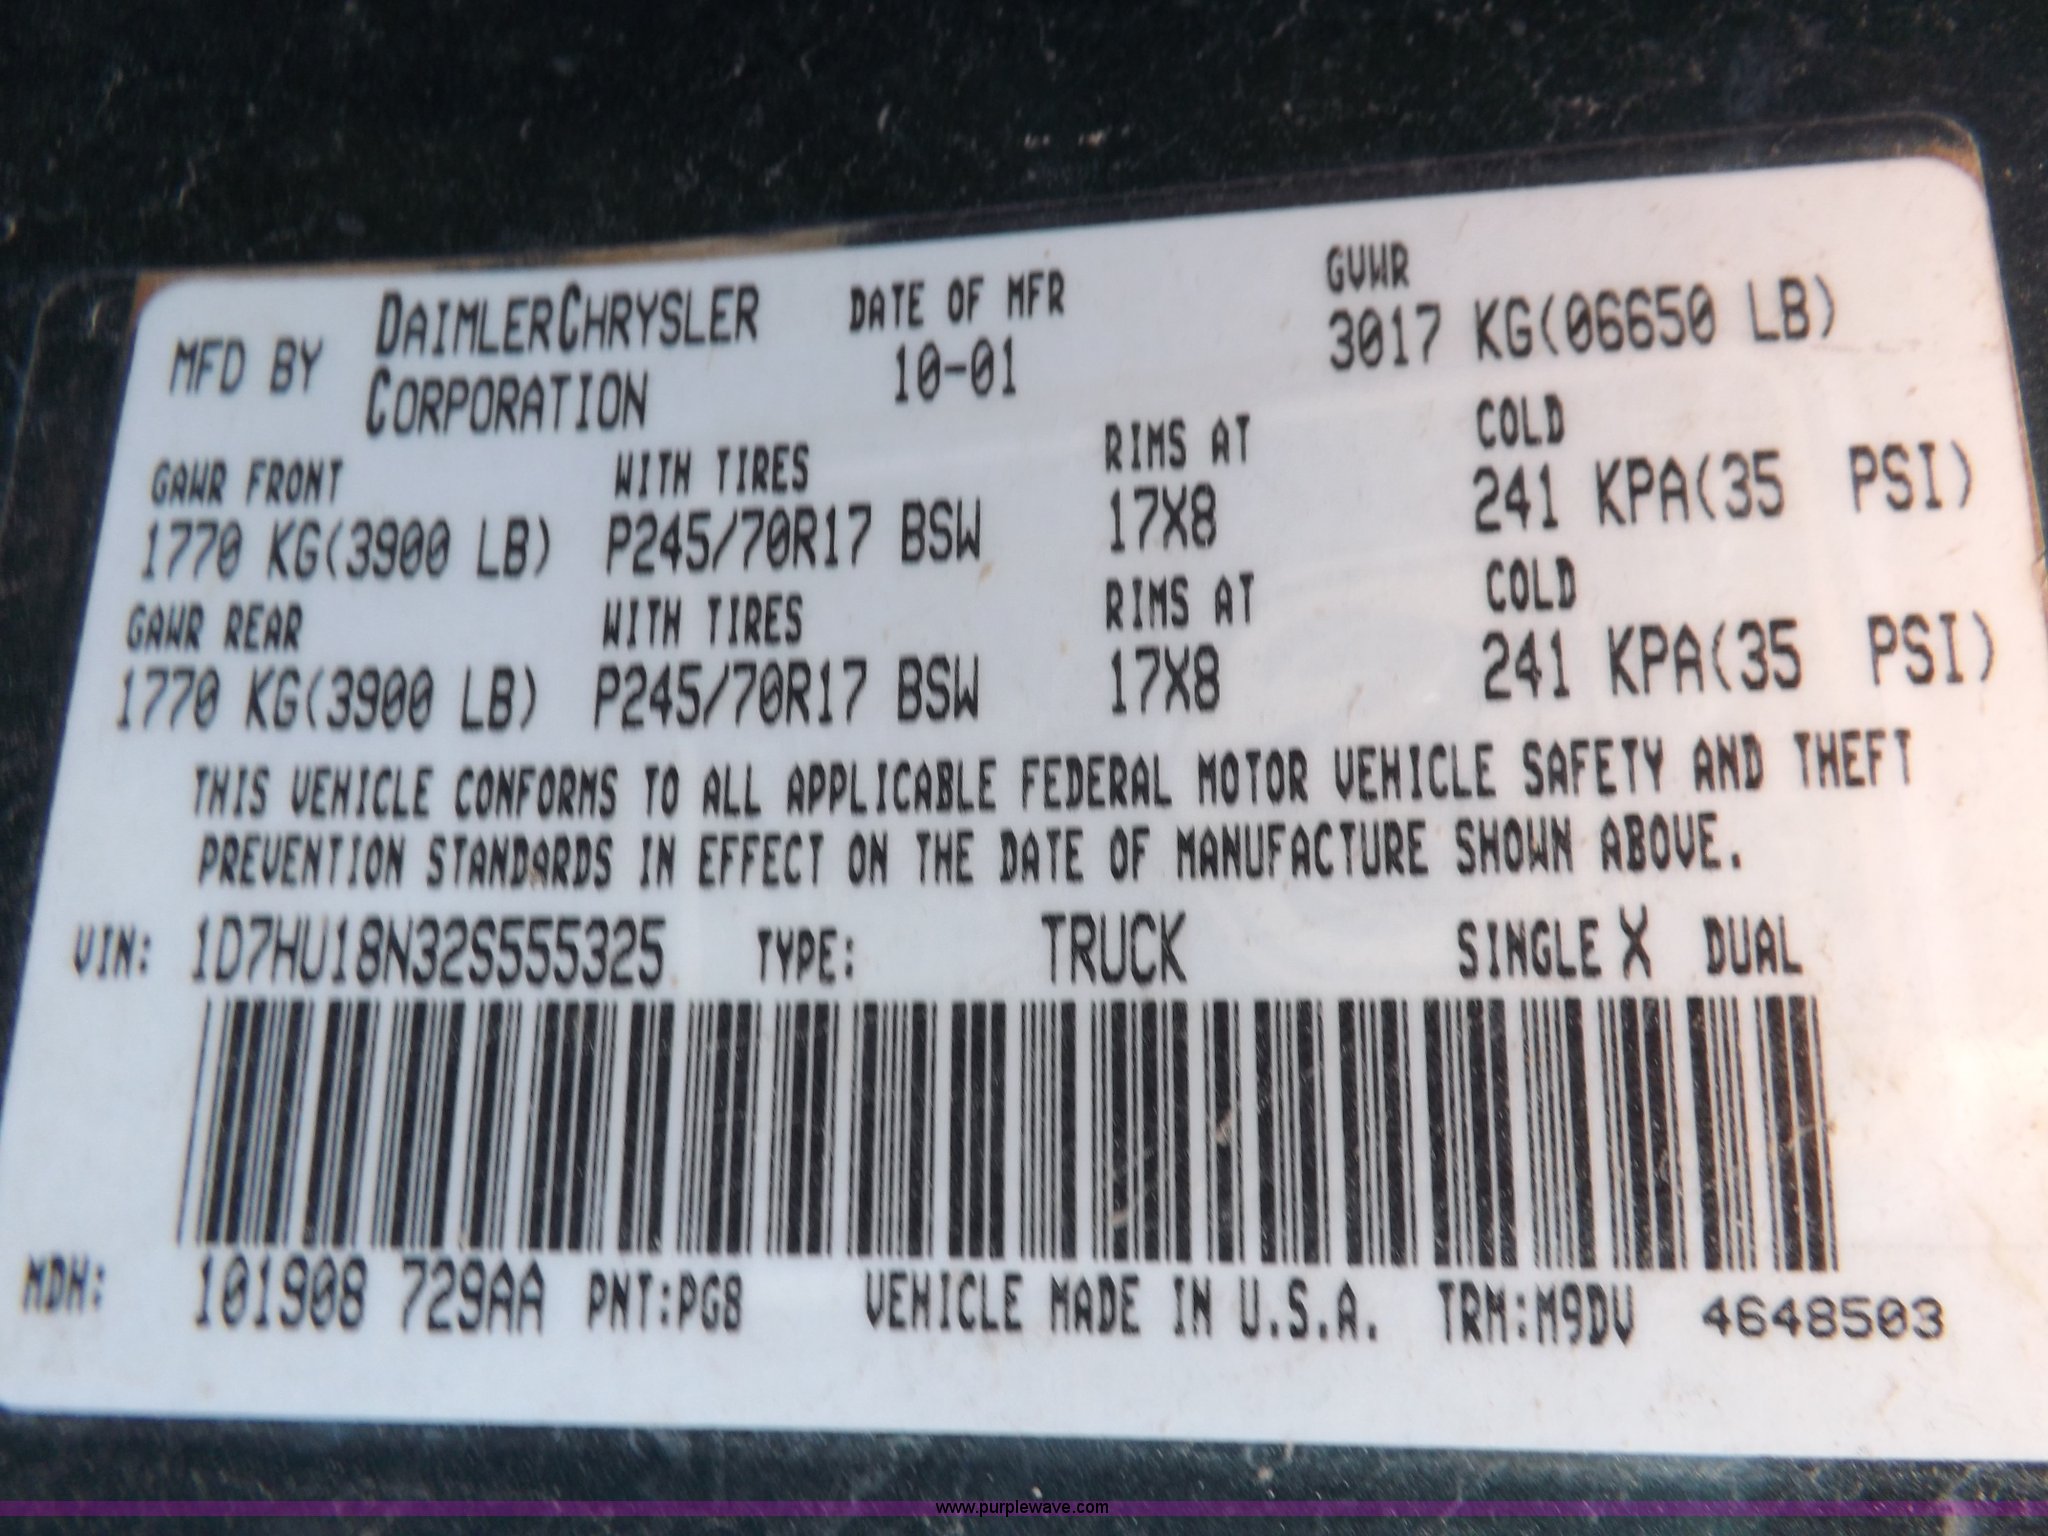 MFD BY DAIMLERCHRYSLER CORPORATION DATE OF MFR 10-01 GVWR 3017 KG(06650 LB)
GAWR FRONT WITH TIRES RIMS AT COLD
1770 KG(3900 LB) P245/70R17 BSW 17X8 241 KPA(35 PSI)
GAWR REAR WITH TIRES RIMS AT COLD
1770 KG(3900 LB) P245/70R17 BSW 17X8 241 KPA(35 PSI)
THIS VEHICLE CONFORMS TO ALL APPLICABLE FEDERAL MOTOR VEHICLE SAFETY AND THEFT
PREVENTION STANDARDS IN EFFECT ON THE DATE OF MANUFACTURE SHOWN ABOVE.
VIN: 1D7HU18N32S555325 TYPE: TRUCK SINGLE X DUAL
MDH: 101908 729AA PNT:PG8 VEHICLE MADE IN U.S.A. TRM:M9DV 4648503
www.purplewave.com